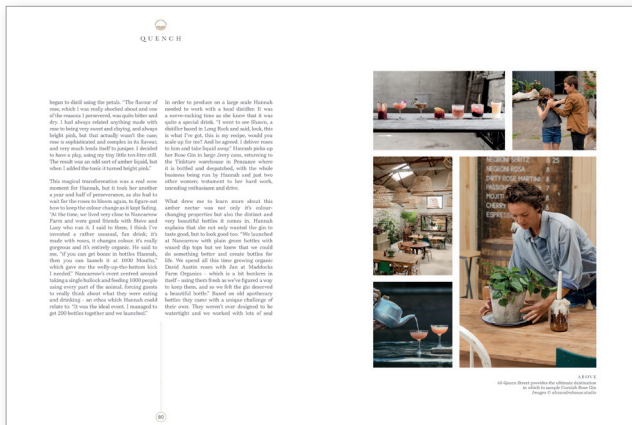 QUENCH
began to distil using the petals. "The flavour of
rose, which I was really shocked about and one
of the reasons I persevered, was quite bitter and
dry. I had always related anything made with
rose to being very sweet and cloying, and always
bright pink, but that actually wasn't the case;
rose is sophisticated and complex in its flavour,
and very much lends itself to juniper. I decided
to have a play, using my tiny little ten-litre still.
The result was an odd sort of amber liquid, but
when I added the tonic it turned bright pink."
This magical transformation was a real wow
moment for Hannah, but it took her another
a year and half of perseverance, as she had to
wait for the roses to bloom again, to figure out
how to keep the colour change as it kept fading.
"At the time, we lived very close to Nancarrow
Farm and were good friends with Steve and
Lucy who run it. I said to them, I think I've
invented a rather unusual, fun drink; it's
made with roses, it changes colour, it's really
gorgeous and it's entirely organic. He said to
me, "if you can get boozy in bottles Hannah,
then you can launch it at 1000 Mouths,"
which gave me the welly-up-the-bottom kick
I needed." Nancarrow's event centred around
taking a single bullock and feeding 1000 people
using every part of the animal, forcing guests
to really think about what they were eating
and drinking – an ethos which Hannah could
relate to. "It was the ideal event. I managed to
get 200 bottles together and we launched."
In order to produce on a large scale Hannah
needed to work with a local distiller. It was
a nerve-racking time as she knew that it was
quite a special drink. "I went to see Shawn, a
distiller based in Long Rock and said, look, this
is what I've got, this is my recipe, would you
scale up for me? And he agreed. I deliver roses
to him and take liquid away." Hannah picks up
her Rose Gin in large Jerry cans, returning to
the Tinkture warehouse in Penzance where
it is bottled and despatched, with the whole
business being run by Hannah and just two
other women; testament to her hard work,
unending enthusiasm and drive.
What drew me to learn more about this
amber nectar was not only it's colour-
changing properties but also the distinct and
very beautiful bottles it comes in. Hannah
explains that she not only wanted the gin to
taste good, but to look good too. "We launched
at Nancarrow with plain green bottles with
waxed dip tops but we knew that we could
do something better and create bottles for
life. We spend all this time growing organic
David Austin roses with Jan at Maddocks
Farm Organics – which is a bit bonkers in
itself – using them fresh as we've figured a way
to keep them, and so we felt the gin deserved
a beautiful bottle." Based on old apothecary
bottles they came with a unique challenge of
their own. They weren't ever designed to be
watertight and we worked with lots of seal
80
NEGRONI SPRITZ 8 25
NEGRONI ROSA
DIRTY ROSE MARTINI 8
PASSION
MOJITO
CHERRY
ESPRESS
ABOVE
45 Queen Street provides the ultimate destination
in which to sample Cornish Rose Gin